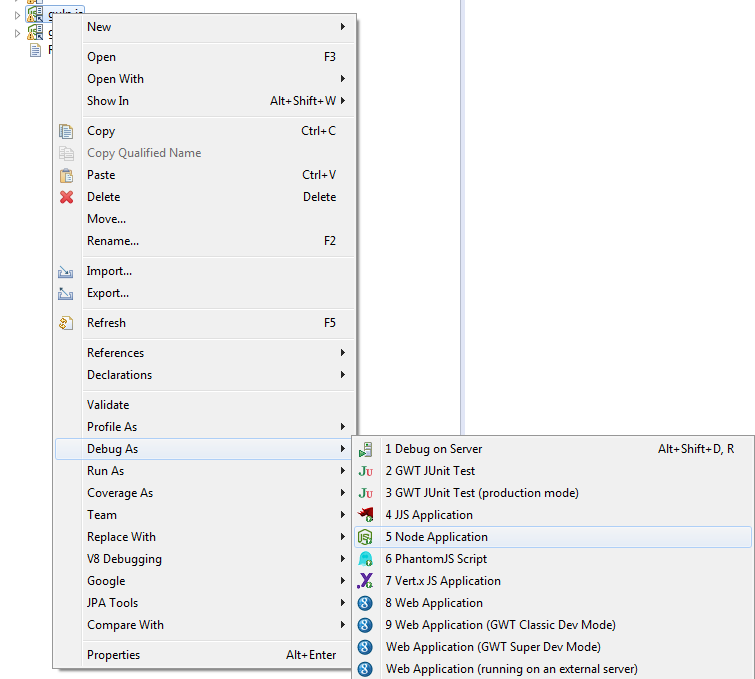 New
Open F3
Open With
Show In Alt+Shift+W
Copy Ctrl+C
Copy Qualified Name
Paste Ctrl+V
Delete Delete
Move...
Rename... F2
Import...
Export...
Refresh F5
References
Declarations
Validate
Profile As
Debug As
Run As
Coverage As
Team
Replace With
V8 Debugging
Google
JPA Tools
Compare With
Properties Alt+Enter
1 Debug on Server Alt+Shift+D, R
2 GWT JUnit Test
3 GWT JUnit Test (production mode)
4 JJS Application
5 Node Application
6 PhantomJS Script
7 Vert.x JS Application
8 Web Application
9 Web Application (GWT Classic Dev Mode)
Web Application (GWT Super Dev Mode)
Web Application (running on an external server)